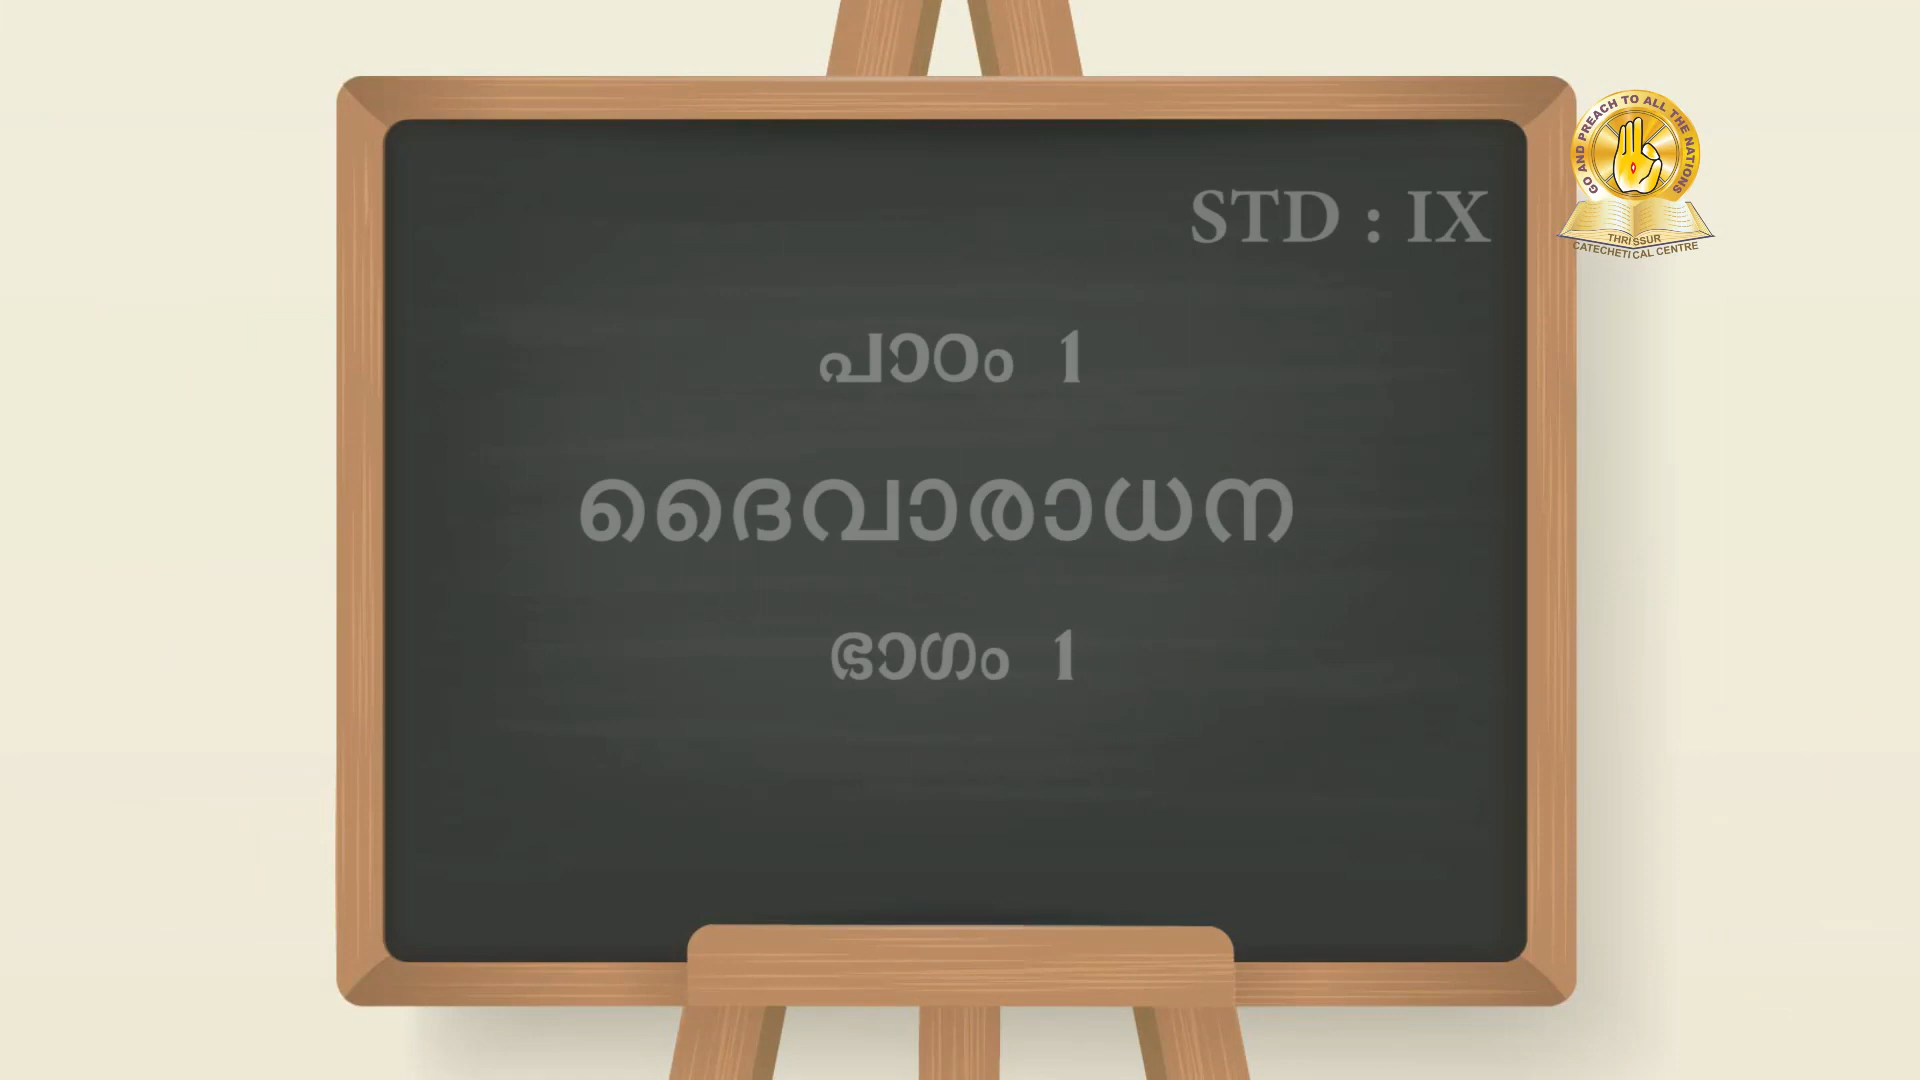 STD : IX
പാഠം 1
ദൈവാരാധന
ഭാഗം 1
GO AND PREACH TO ALL THE NATIONS
THRISSUR
CATECHETICAL CENTRE